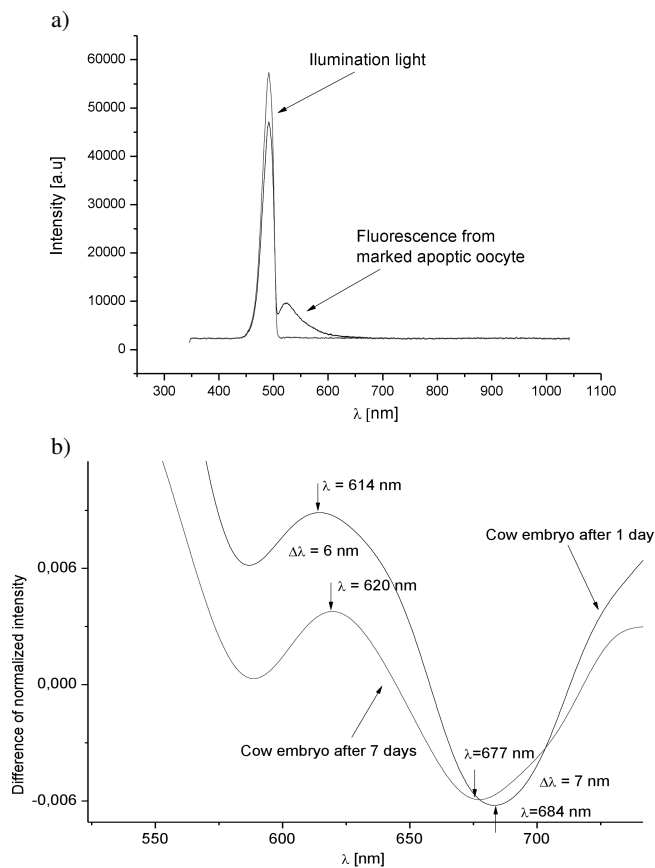 a)
Ilumination light
60000
50000
40000
30000
20000
10000
0
Intensity [a.u]
Fluorescence from
marked apoptic oocyte
300 400 500 600 700 800 900 1000 1100
λ [nm]
b)
λ = 614 nm
Δλ = 6 nm
λ = 620 nm
Cow embryo after 1 day
0,006
0,000
-0,006
Difference of normalized intensity
Cow embryo after 7 days
λ=677 nm
Δλ = 7 nm
λ=684 nm
550 600 650 700
λ [nm]